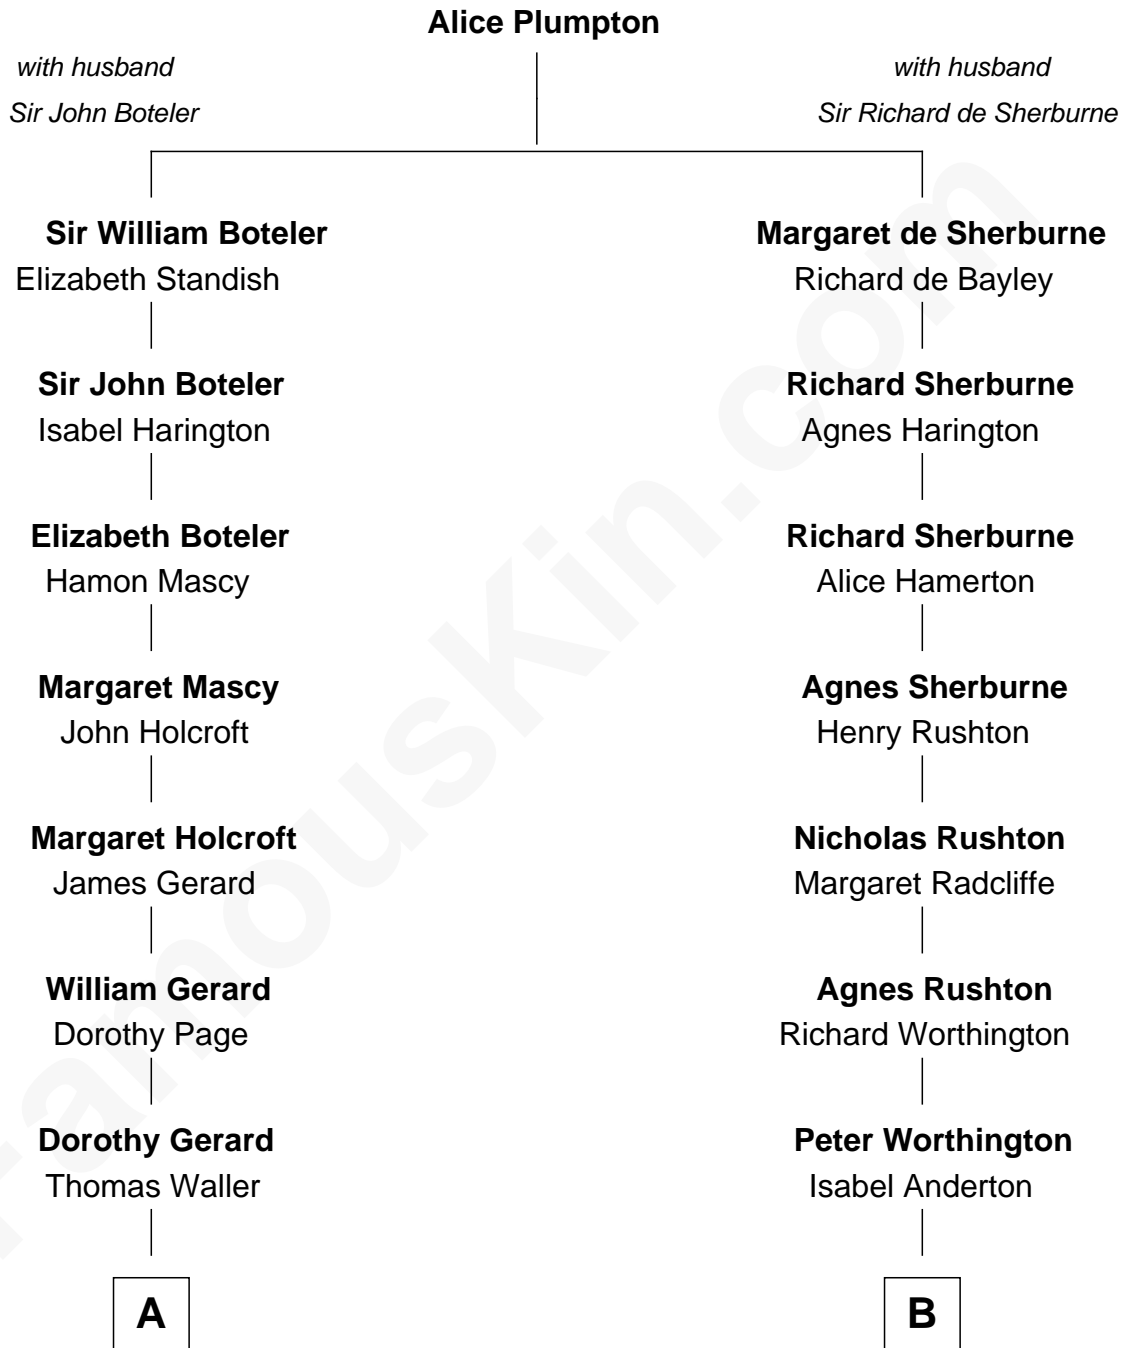 Alice Plumpton
with husband
Sir John Boteler
with husband
Sir Richard de Sherburne
Sir William Boteler
Elizabeth Standish
Margaret de Sherburne
Richard de Bayley
Sir John Boteler
Isabel Harington
Richard Sherburne
Agnes Harington
Elizabeth Boteler
Hamon Mascy
Richard Sherburne
Alice Hamerton
Margaret Mascy
John Holcroft
Agnes Sherburne
Henry Rushton
Margaret Holcroft
James Gerard
Nicholas Rushton
Margaret Radcliffe
William Gerard
Dorothy Page
Agnes Rushton
Richard Worthington
Dorothy Gerard
Thomas Waller
Peter Worthington
Isabel Anderton
A
B
FamousKin.com